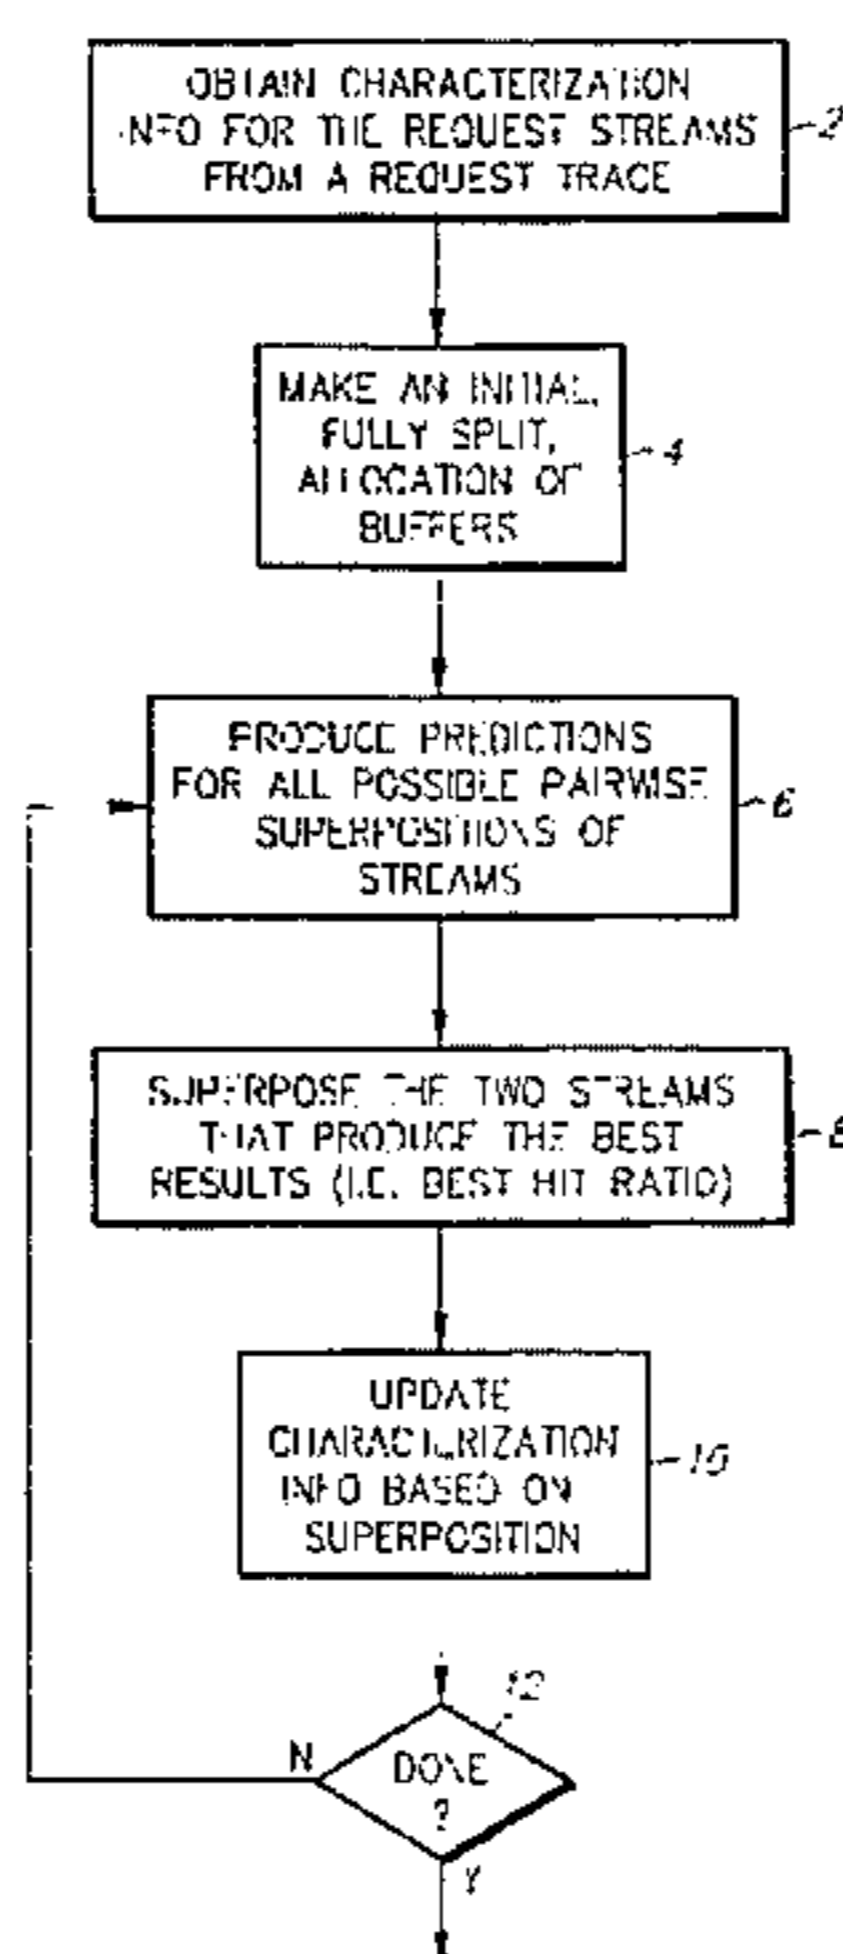 OBTAIN CHARACTERIZATION
INFO FOR THE REQUEST STREAMS
FROM A REQUEST TRACE
2
MAKE AN INITIAL,
FULLY SPLIT,
ALLOCATION OF
BUFFERS
4
PRODUCE PREDICTIONS
FOR ALL POSSIBLE PAIRWISE
SUPERPOSITIONS OF
STREAMS
6
SUPERPOSE THE TWO STREAMS
THAT PRODUCE THE BEST
RESULTS (I.E. BEST HIT RATIO)
8
UPDATE
CHARACTERIZATION
INFO BASED ON
SUPERPOSITION
10
12
N
DONE
?
Y